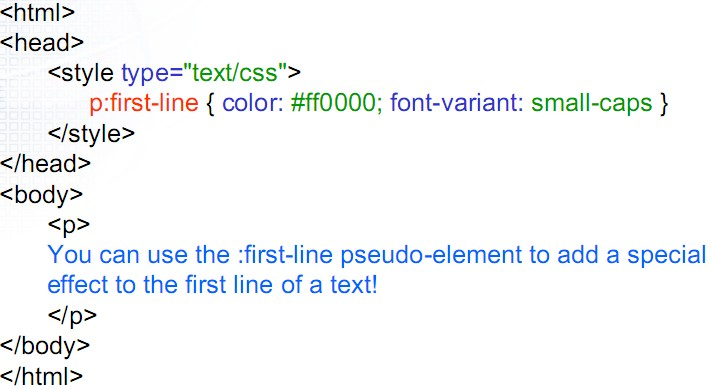 <html>
<head>
<style type="text/css">
p:first-line { color: #ff0000; font-variant: small-caps }
</style>
</head>
<body>
<p>
You can use the :first-line pseudo-element to add a special
effect to the first line of a text!
</p>
</body>
</html>